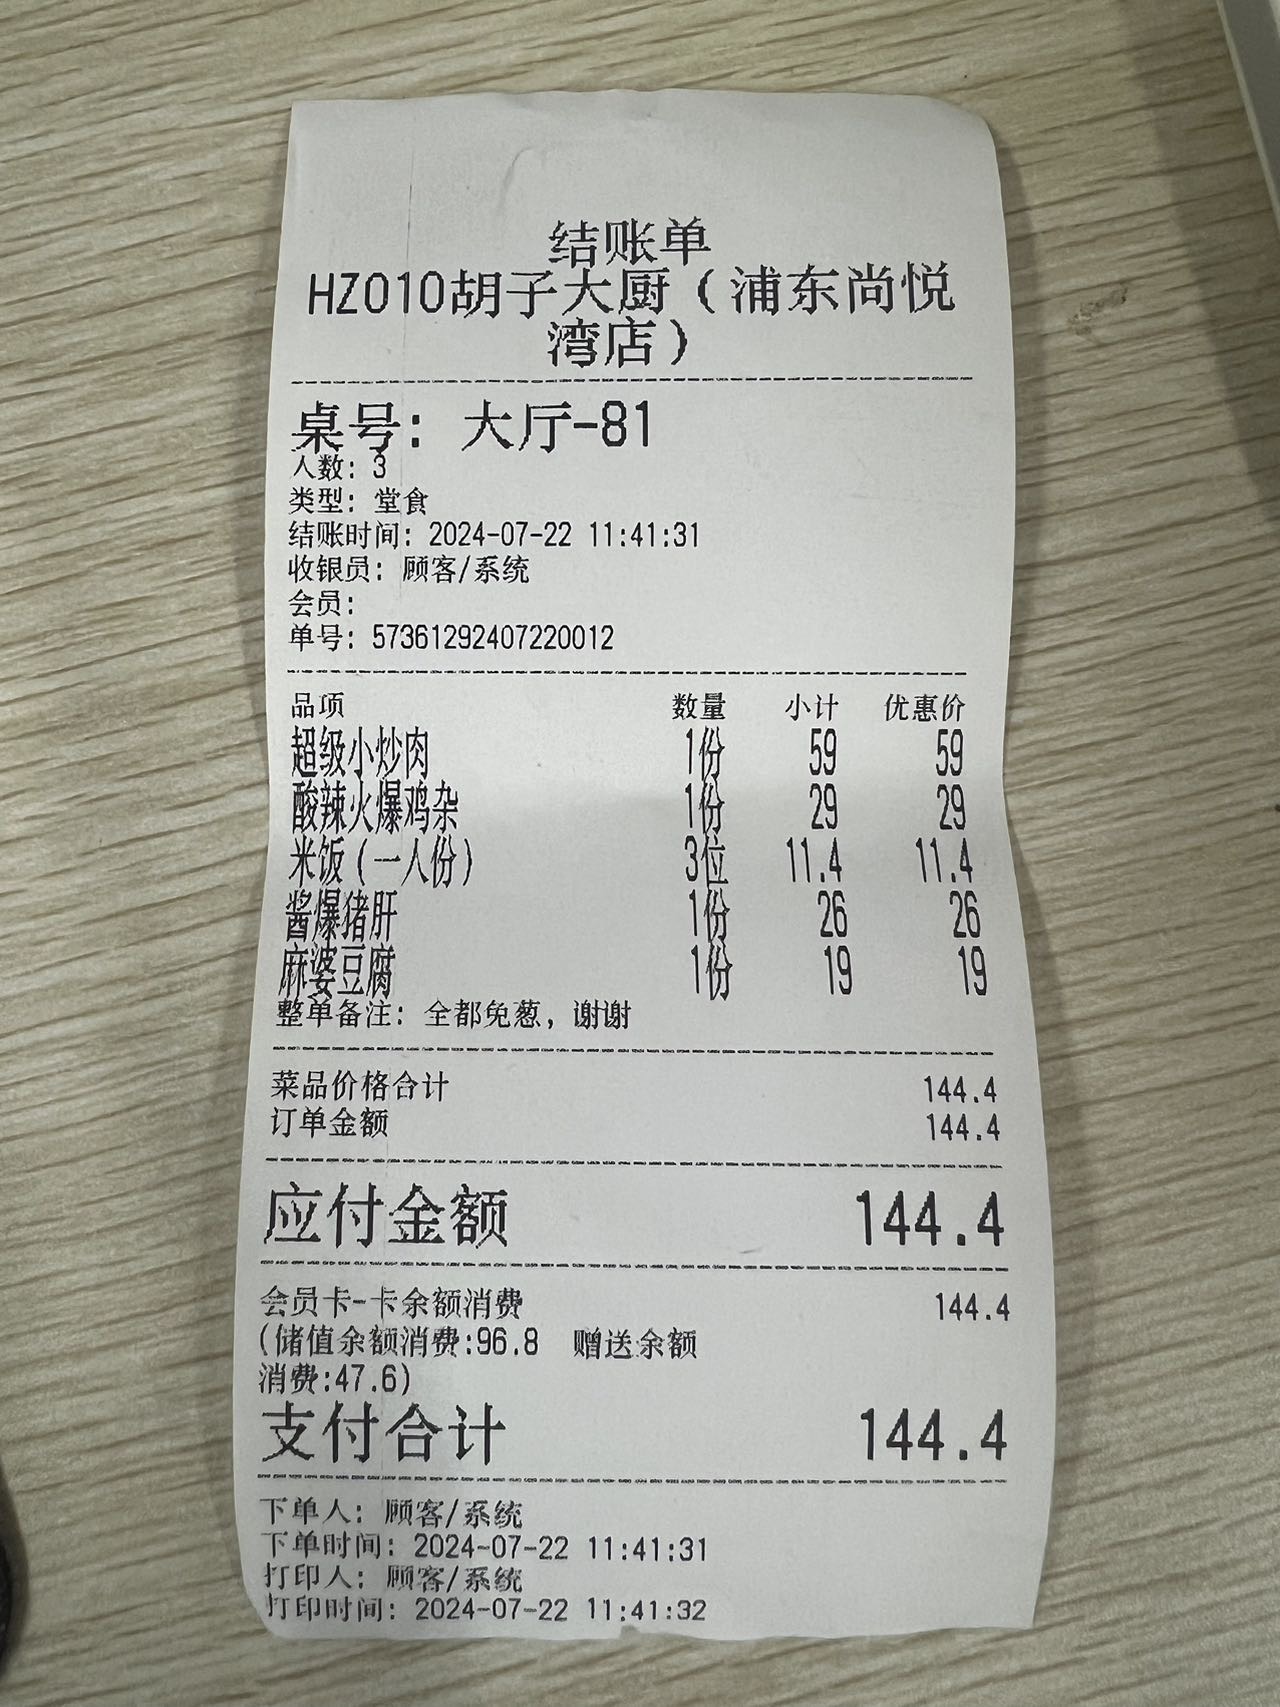 结账单
HZ010胡子大厨（浦东尚悦
湾店）
桌号：大厅-81
人数：3
类型：堂食
结账时间：2024-07-22 11:41:31
收银员：顾客/系统
会员：
单号：57361292407220012
品项 数量 小计 优惠价
超级小炒肉 1份 59 59
酸辣火爆鸡杂 1份 29 29
米饭（一人份） 3位 11.4 11.4
酱爆猪肝 1份 26 26
麻婆豆腐 1份 19 19
整单备注：全都免葱，谢谢
菜品价格合计 144.4
订单金额 144.4
应付金额 144.4
会员卡-卡余额消费 144.4
(储值余额消费:96.8 赠送余额
消费:47.6)
支付合计 144.4
下单人：顾客/系统
下单时间：2024-07-22 11:41:31
打印人：顾客/系统
打印时间：2024-07-22 11:41:32